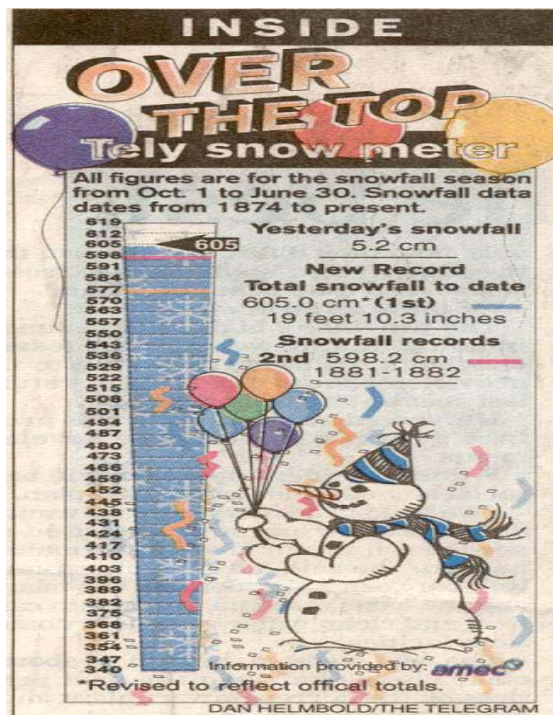 INSIDE
OVER
THE TOP
Tely snow meter
All figures are for the snowfall season
from Oct. 1 to June 30. Snowfall data
dates from 1874 to present.
619
612
605
598
591
584
577
570
563
557
550
543
536
529
522
515
508
501
494
487
480
473
466
459
452
445
438
431
424
417
410
403
396
389
382
375
368
361
354
347
340
605
Yesterday's snowfall
5.2 cm
New Record
Total snowfall to date
605.0 cm* (1st)
19 feet 10.3 inches
Snowfall records
2nd 598.2 cm
1881-1882
Information provided by: amec
*Revised to reflect offical totals.
DAN HELMBOLD/THE TELEGRAM